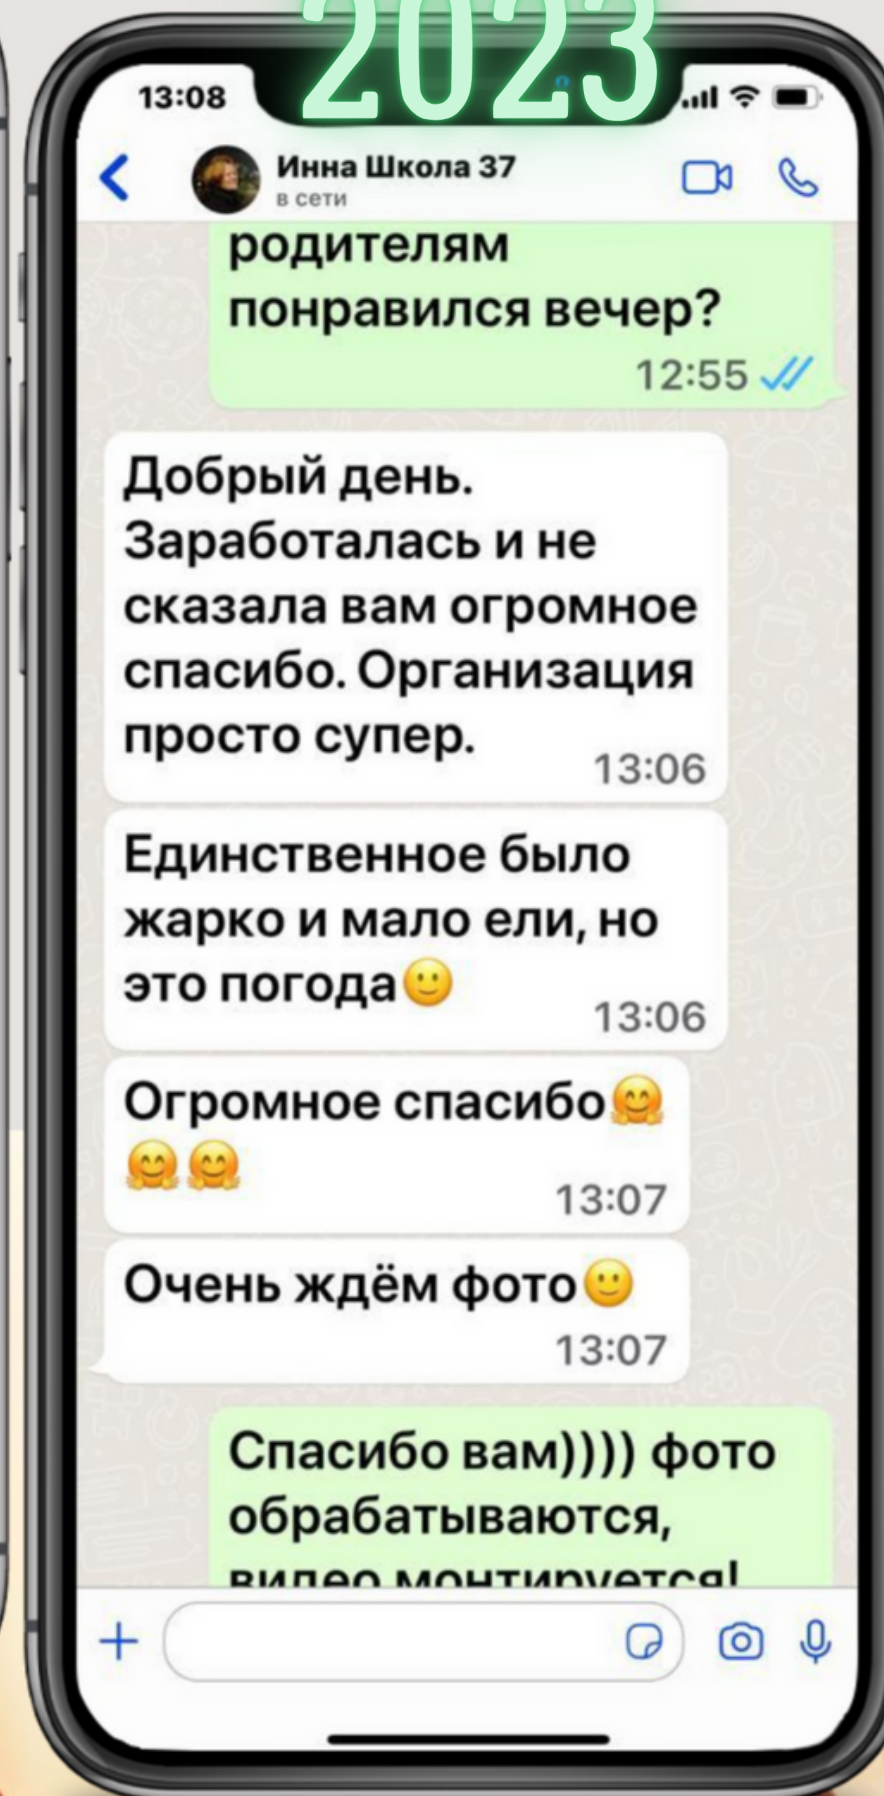 2023
13:08
Инна Школа 37
в сети
родителям
понравился вечер?
12:55
Добрый день.
Заработалась и не
сказала вам огромное
спасибо. Организация
просто супер.
13:06
Единственное было
жарко и мало ели, но
это погода🙂
13:06
Огромное спасибо🤗
🤗🤗
13:07
Очень ждём фото🙂
13:07
Спасибо вам)))) фото
обрабатываются,
видео монтируется!